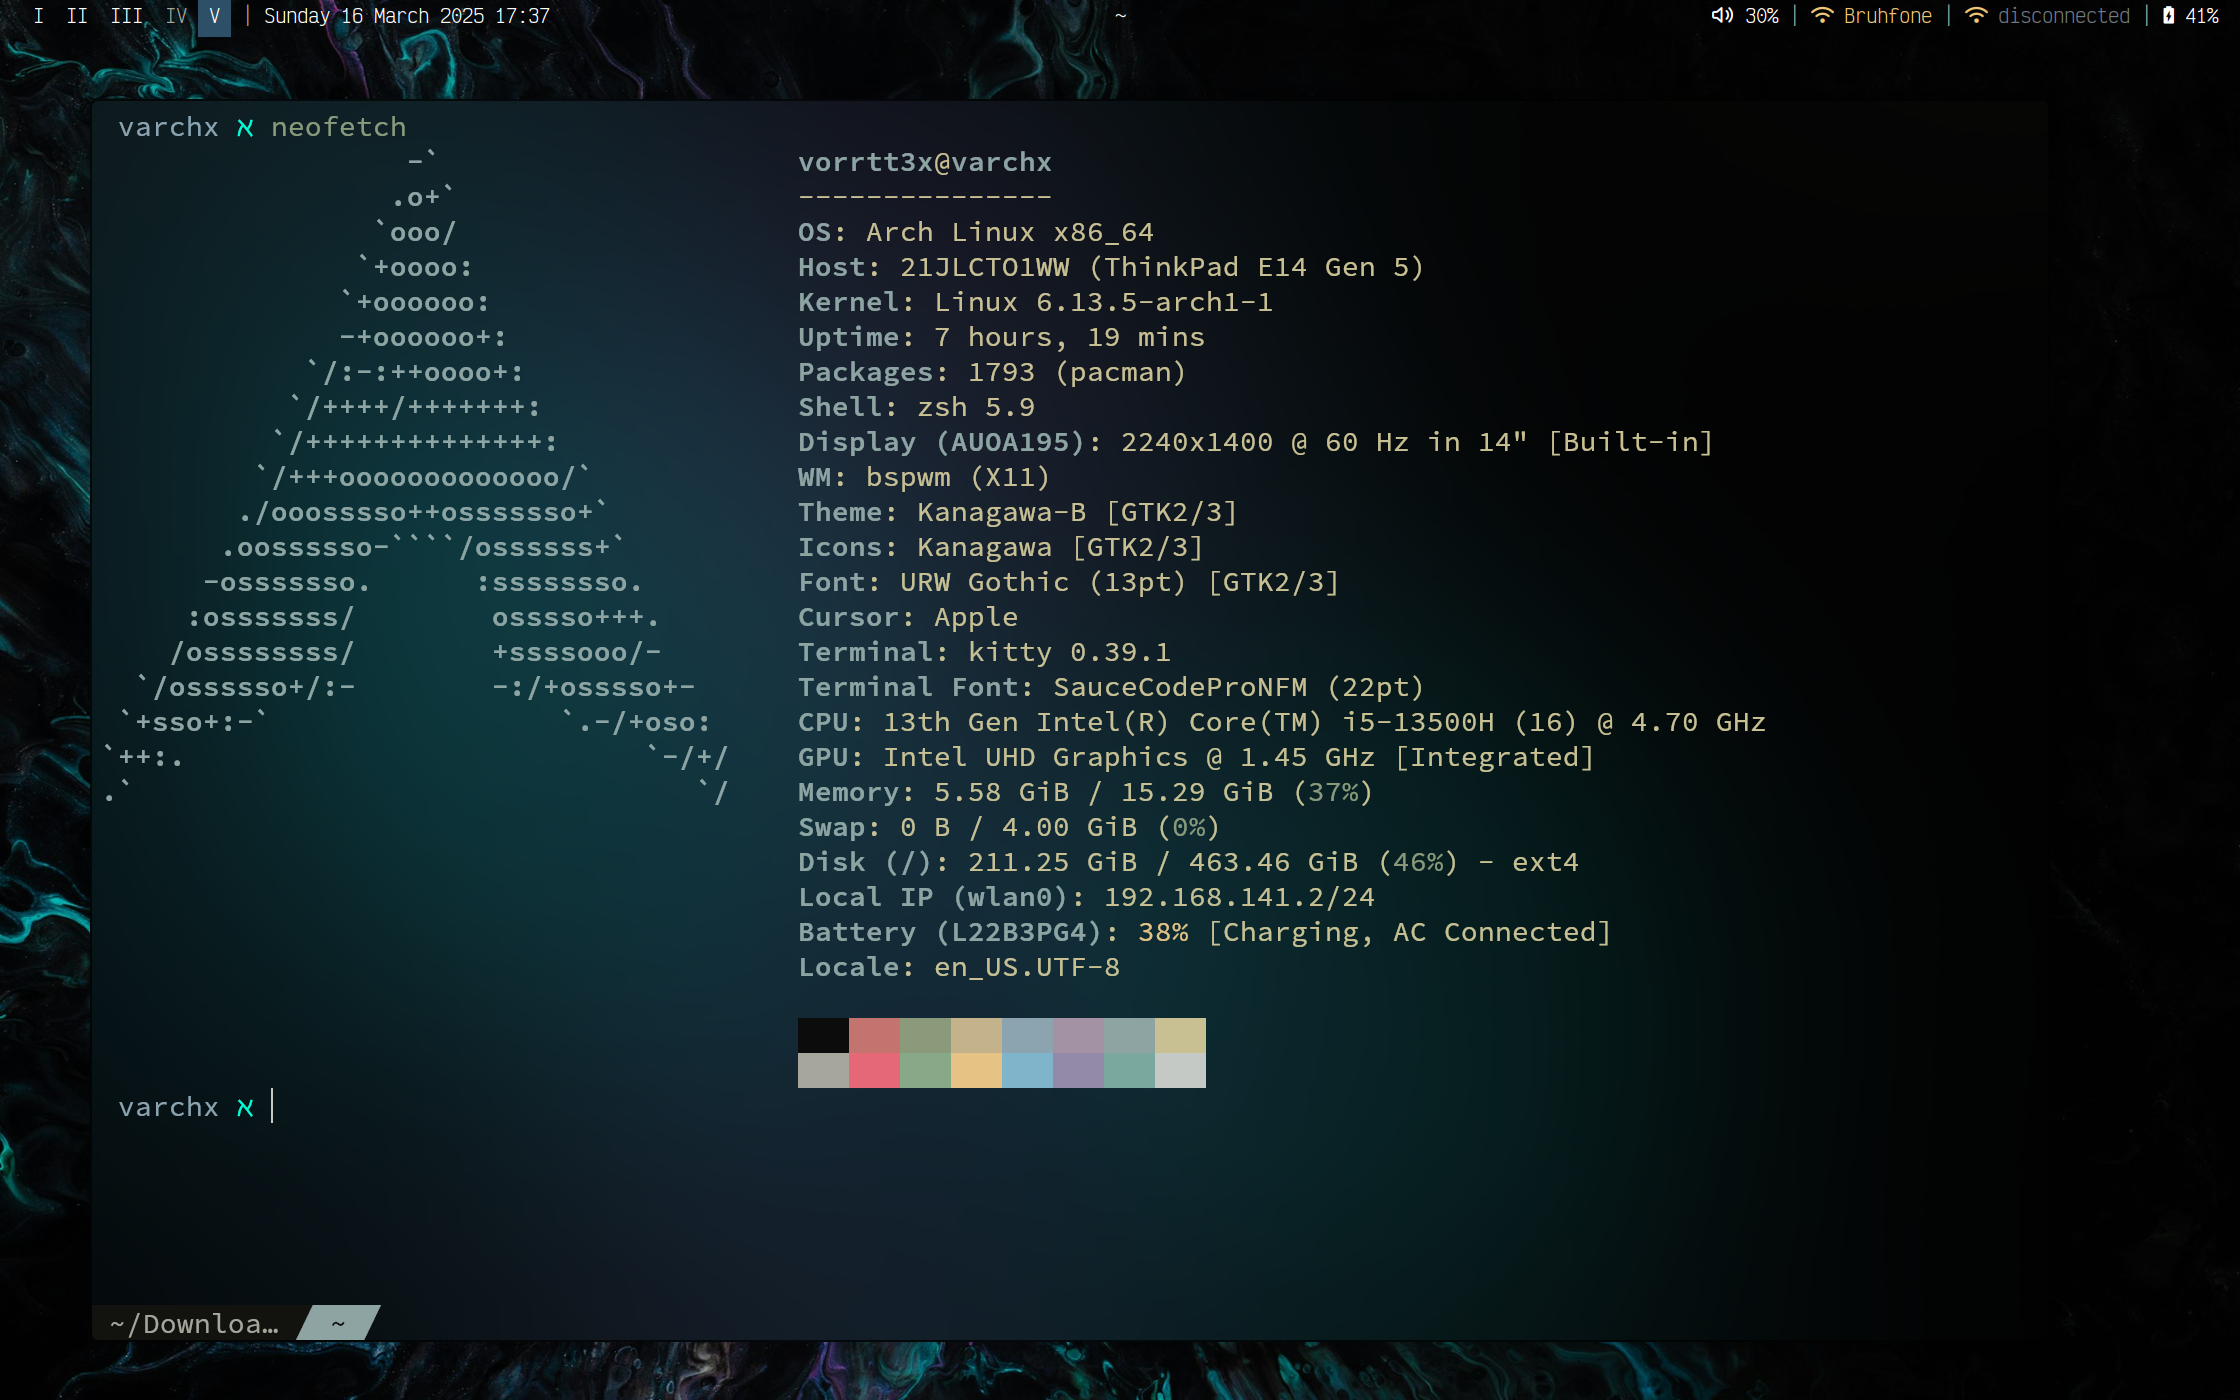 I II III IV V | Sunday 16 March 2025 17:37 ~ 30% | Bruhfone | disconnected | 41%
varchx ℵ neofetch
                  -`
                 .o+`
                `ooo/
               `+oooo:
              `+oooooo:
              -+oooooo+:
            `/:-:++oooo+:
           `/++++/+++++++:
          `/++++++++++++++:
         `/+++ooooooooooooo/`
        ./ooosssso++osssssso+`
       .oossssso-````/ossssss+`
      -osssssso.      :ssssssso.
     :osssssss/        osssso+++.
    /ossssssss/        +ssssooo/-
  `/ossssso+/:-        -:/+osssso+-
 `+sso+:-`                 `.-/+oso:
`++:.                           `-/+/
.`                                 `/
vorrtt3x@varchx
---------------
OS: Arch Linux x86_64
Host: 21JLCTO1WW (ThinkPad E14 Gen 5)
Kernel: Linux 6.13.5-arch1-1
Uptime: 7 hours, 19 mins
Packages: 1793 (pacman)
Shell: zsh 5.9
Display (AUOA195): 2240x1400 @ 60 Hz in 14" [Built-in]
WM: bspwm (X11)
Theme: Kanagawa-B [GTK2/3]
Icons: Kanagawa [GTK2/3]
Font: URW Gothic (13pt) [GTK2/3]
Cursor: Apple
Terminal: kitty 0.39.1
Terminal Font: SauceCodeProNFM (22pt)
CPU: 13th Gen Intel(R) Core(TM) i5-13500H (16) @ 4.70 GHz
GPU: Intel UHD Graphics @ 1.45 GHz [Integrated]
Memory: 5.58 GiB / 15.29 GiB (37%)
Swap: 0 B / 4.00 GiB (0%)
Disk (/): 211.25 GiB / 463.46 GiB (46%) - ext4
Local IP (wlan0): 192.168.141.2/24
Battery (L22B3PG4): 38% [Charging, AC Connected]
Locale: en_US.UTF-8
varchx ℵ
~/Downloa… ~